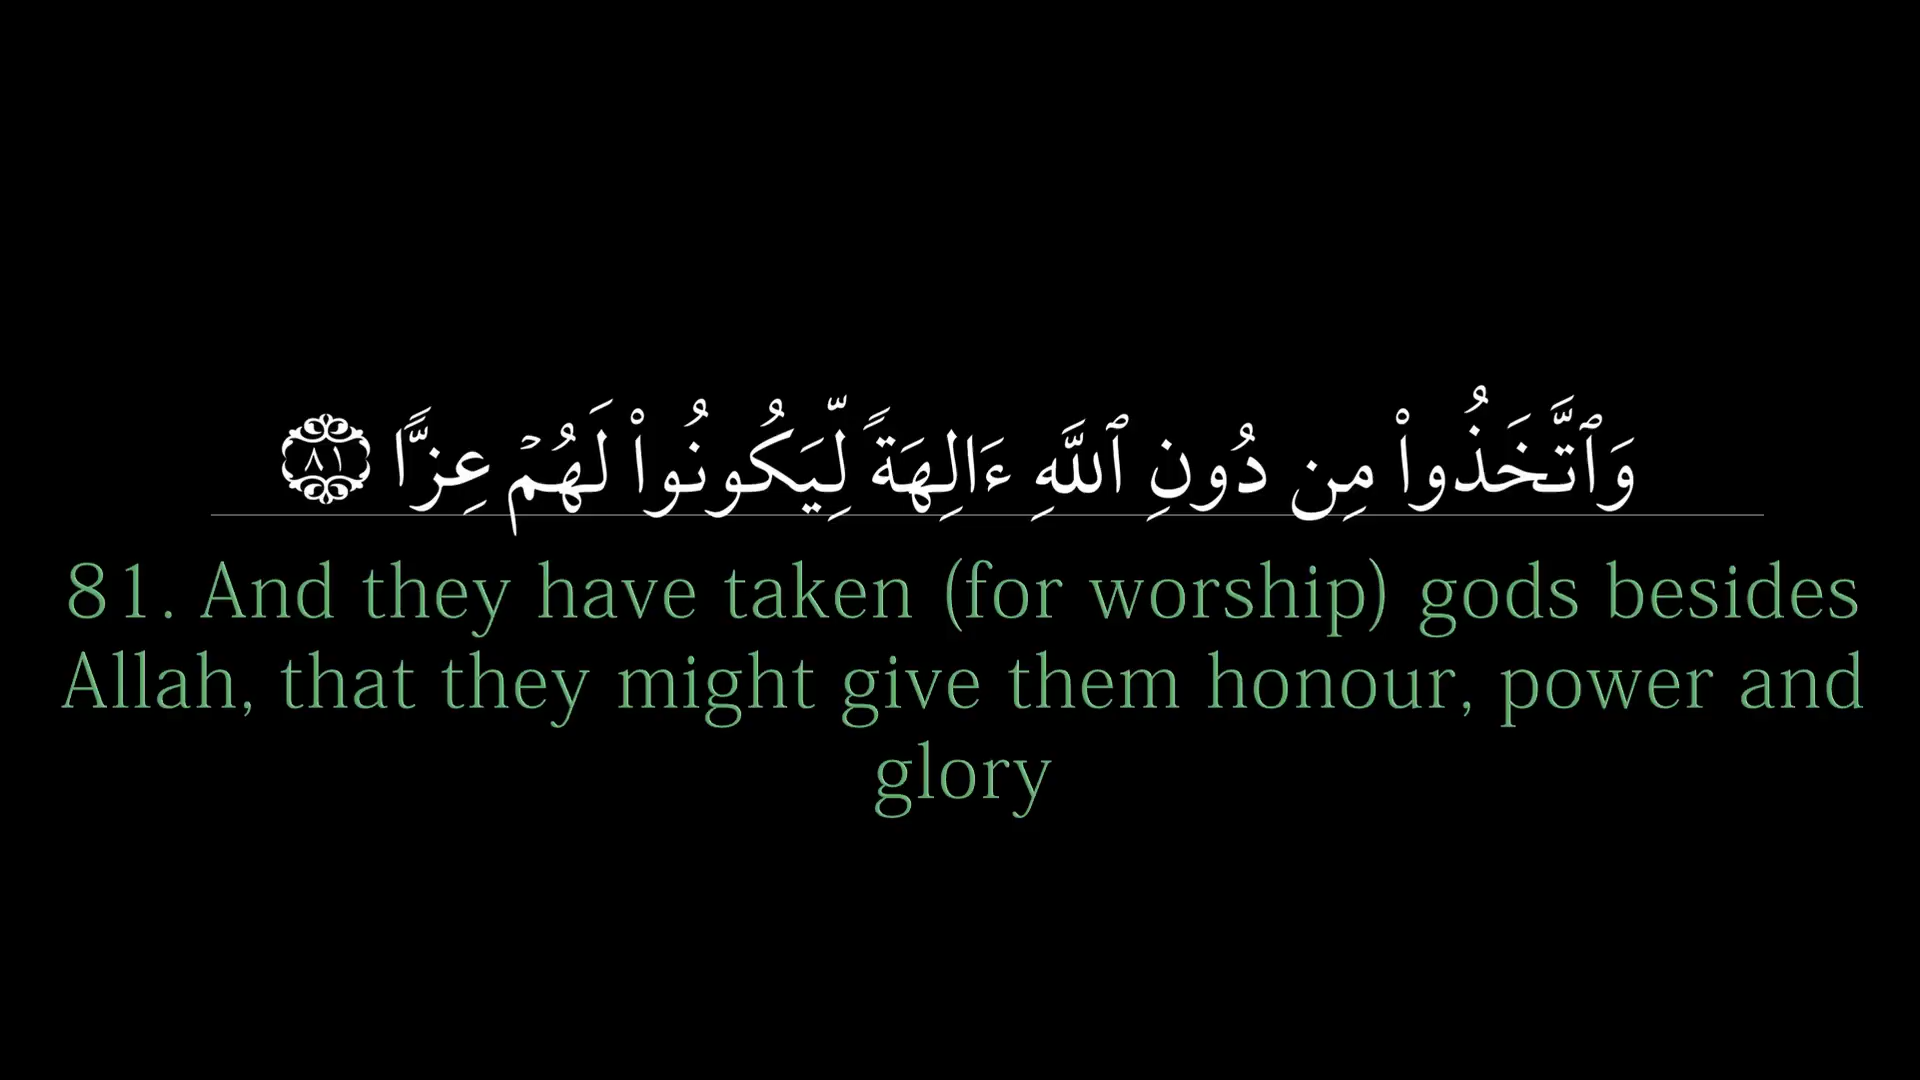 وَٱتَّخَذُوا۟ مِن دُونِ ٱللَّهِ ءَالِهَةً لِّيَكُونُوا۟ لَهُمْ عِزًّا ٨١
81. And they have taken (for worship) gods besides
Allah, that they might give them honour, power and
glory